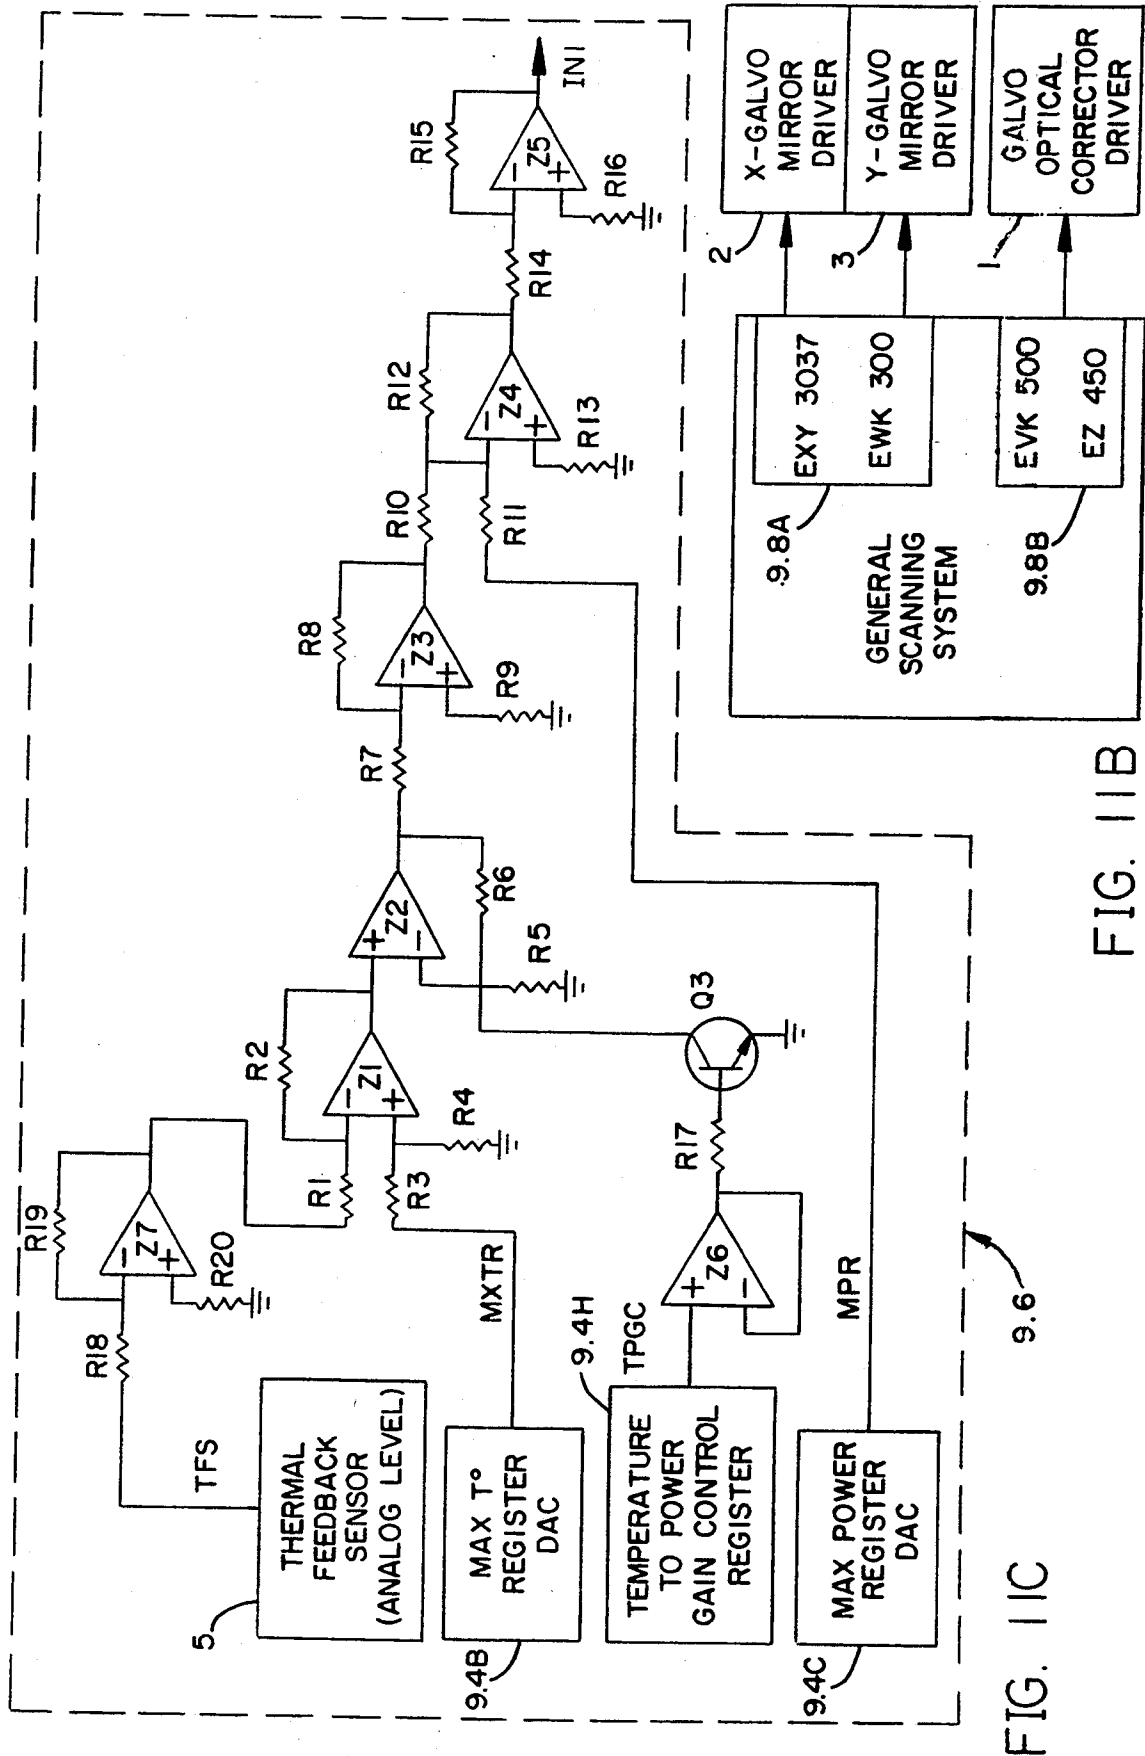 R19
Z7
−
+
R20
R18
TFS
THERMAL
FEEDBACK
SENSOR
(ANALOG LEVEL)
5
R2
R1
Z1
−
+
R3
R4
MXTR
MAX T°
REGISTER
DAC
9.4B
Z2
+
−
R6
R5
R7
R8
Z3
−
+
R9
R10
R11
R12
Z4
−
+
R13
R14
R15
Z5
−
+
R16
IN1
Q3
R17
Z6
+
−
TPGC
9.4H
TEMPERATURE
TO POWER
GAIN CONTROL
REGISTER
MPR
MAX POWER
REGISTER
DAC
9.4C
9.6
FIG. 11C
X-GALVO
MIRROR
DRIVER
2
Y-GALVO
MIRROR
DRIVER
3
GALVO
OPTICAL
CORRECTOR
DRIVER
1
EXY 3037
EWK 300
9.8A
EVK 500
EZ 450
9.8B
GENERAL
SCANNING
SYSTEM
FIG. 11B